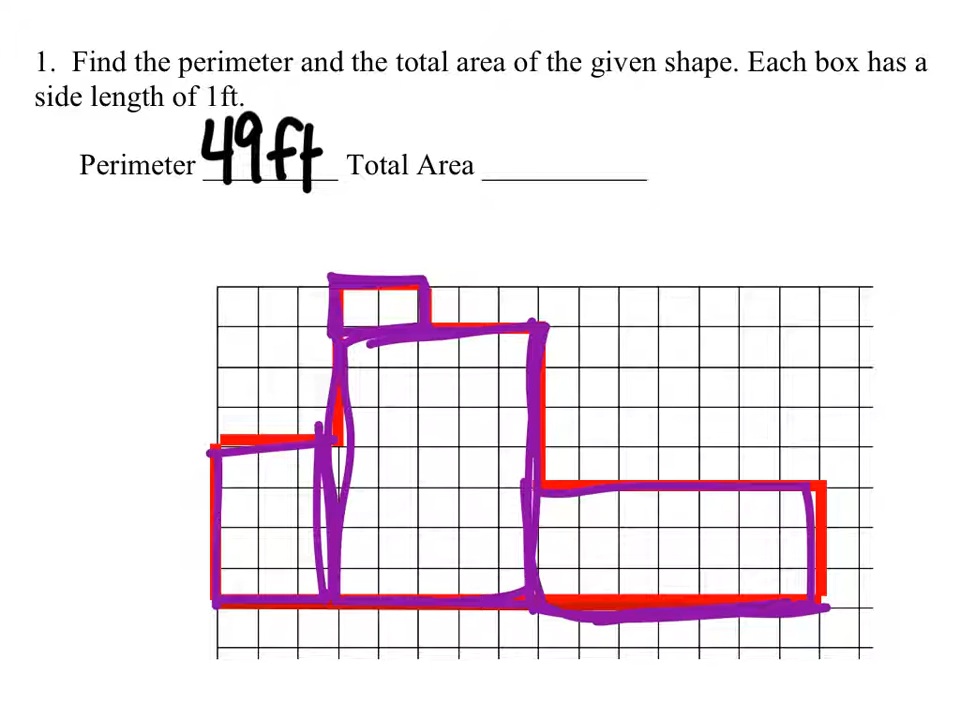 1. Find the perimeter and the total area of the given shape. Each box has a
side length of 1ft.
Perimeter 49ft Total Area